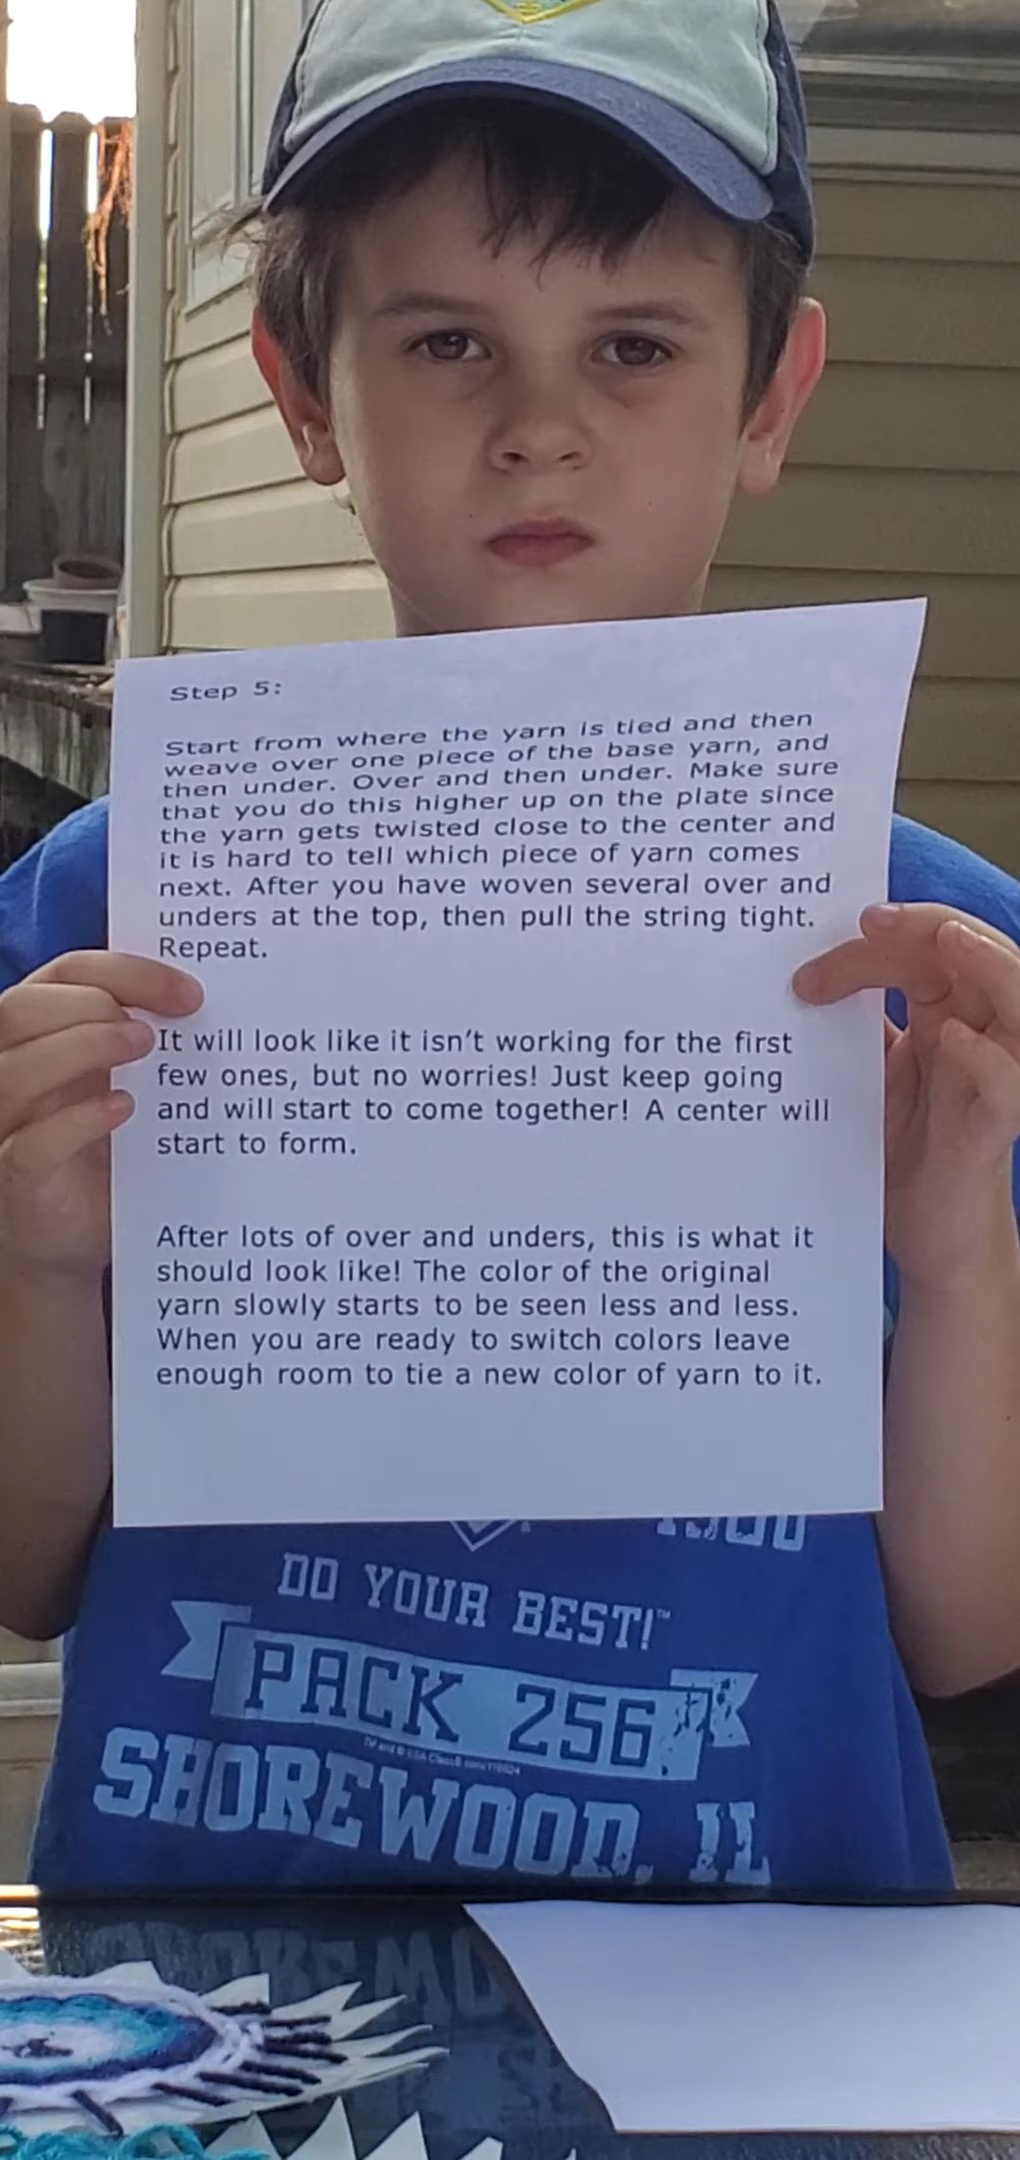 Step 5:
Start from where the yarn is tied and then
weave over one piece of the base yarn, and
then under. Over and then under. Make sure
that you do this higher up on the plate since
the yarn gets twisted close to the center and
it is hard to tell which piece of yarn comes
next. After you have woven several over and
unders at the top, then pull the string tight.
Repeat.
It will look like it isn't working for the first
few ones, but no worries! Just keep going
and will start to come together! A center will
start to form.
After lots of over and unders, this is what it
should look like! The color of the original
yarn slowly starts to be seen less and less.
When you are ready to switch colors leave
enough room to tie a new color of yarn to it.
DO YOUR BEST!™
PACK 256
SHOREWOOD, IL